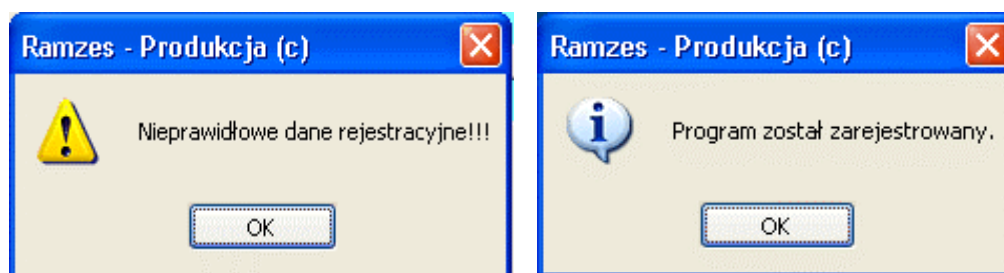 Ramzes - Produkcja (c)
Nieprawidłowe dane rejestracyjne!!!
OK
Ramzes - Produkcja (c)
Program został zarejestrowany.
OK